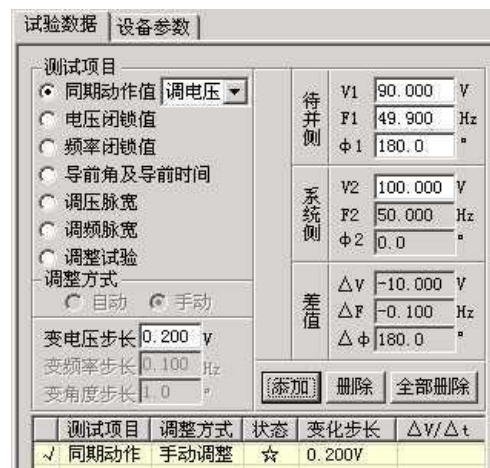 试验数据 设备参数
测试项目
同期动作值 调电压
电压闭锁值
频率闭锁值
导前角及导前时间
调压脉宽
调频脉宽
调整试验
调整方式
自动 手动
变电压步长 0.200 V
变频率步长 0.100 Hz
变角度步长 1.0 °
待并侧
V1 90.000 V
F1 49.900 Hz
Φ1 180.0 °
系统侧
V2 100.000 V
F2 50.000 Hz
Φ2 0.0 °
差值
△V -10.000 V
△F -0.100 Hz
△Φ 180.0 °
添加 删除 全部删除
测试项目 调整方式 状态 变化步长 △V/△t
√ 同期动作 手动调整 ☆ 0.200V